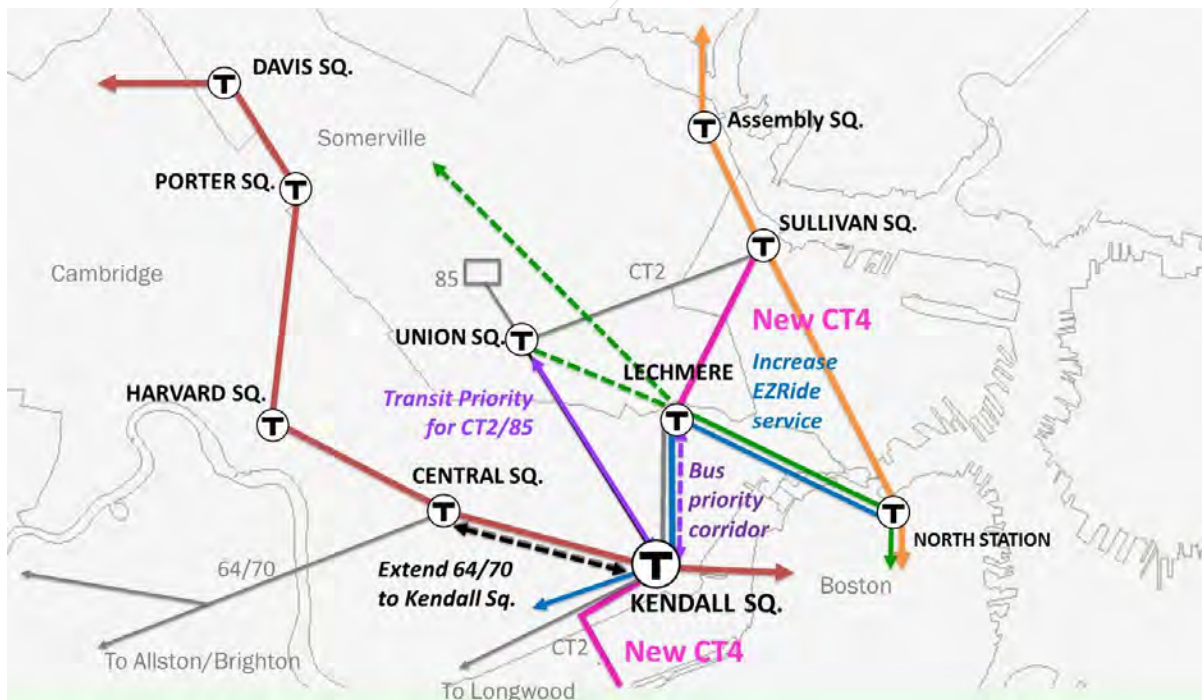 DAVIS SQ.
T
Assembly SQ.
T
Somerville
PORTER SQ.
T
SULLIVAN SQ.
T
Cambridge
85
CT2
New CT4
UNION SQ.
T
LECHMERE
Increase
EZRide
service
HARVARD SQ.
T
Transit Priority
for CT2/85
T
Bus
priority
corridor
CENTRAL SQ.
T
T
NORTH STATION
64/70
Extend 64/70
to Kendall Sq.
T
KENDALL SQ.
Boston
To Allston/Brighton
CT2
New CT4
To Longwood